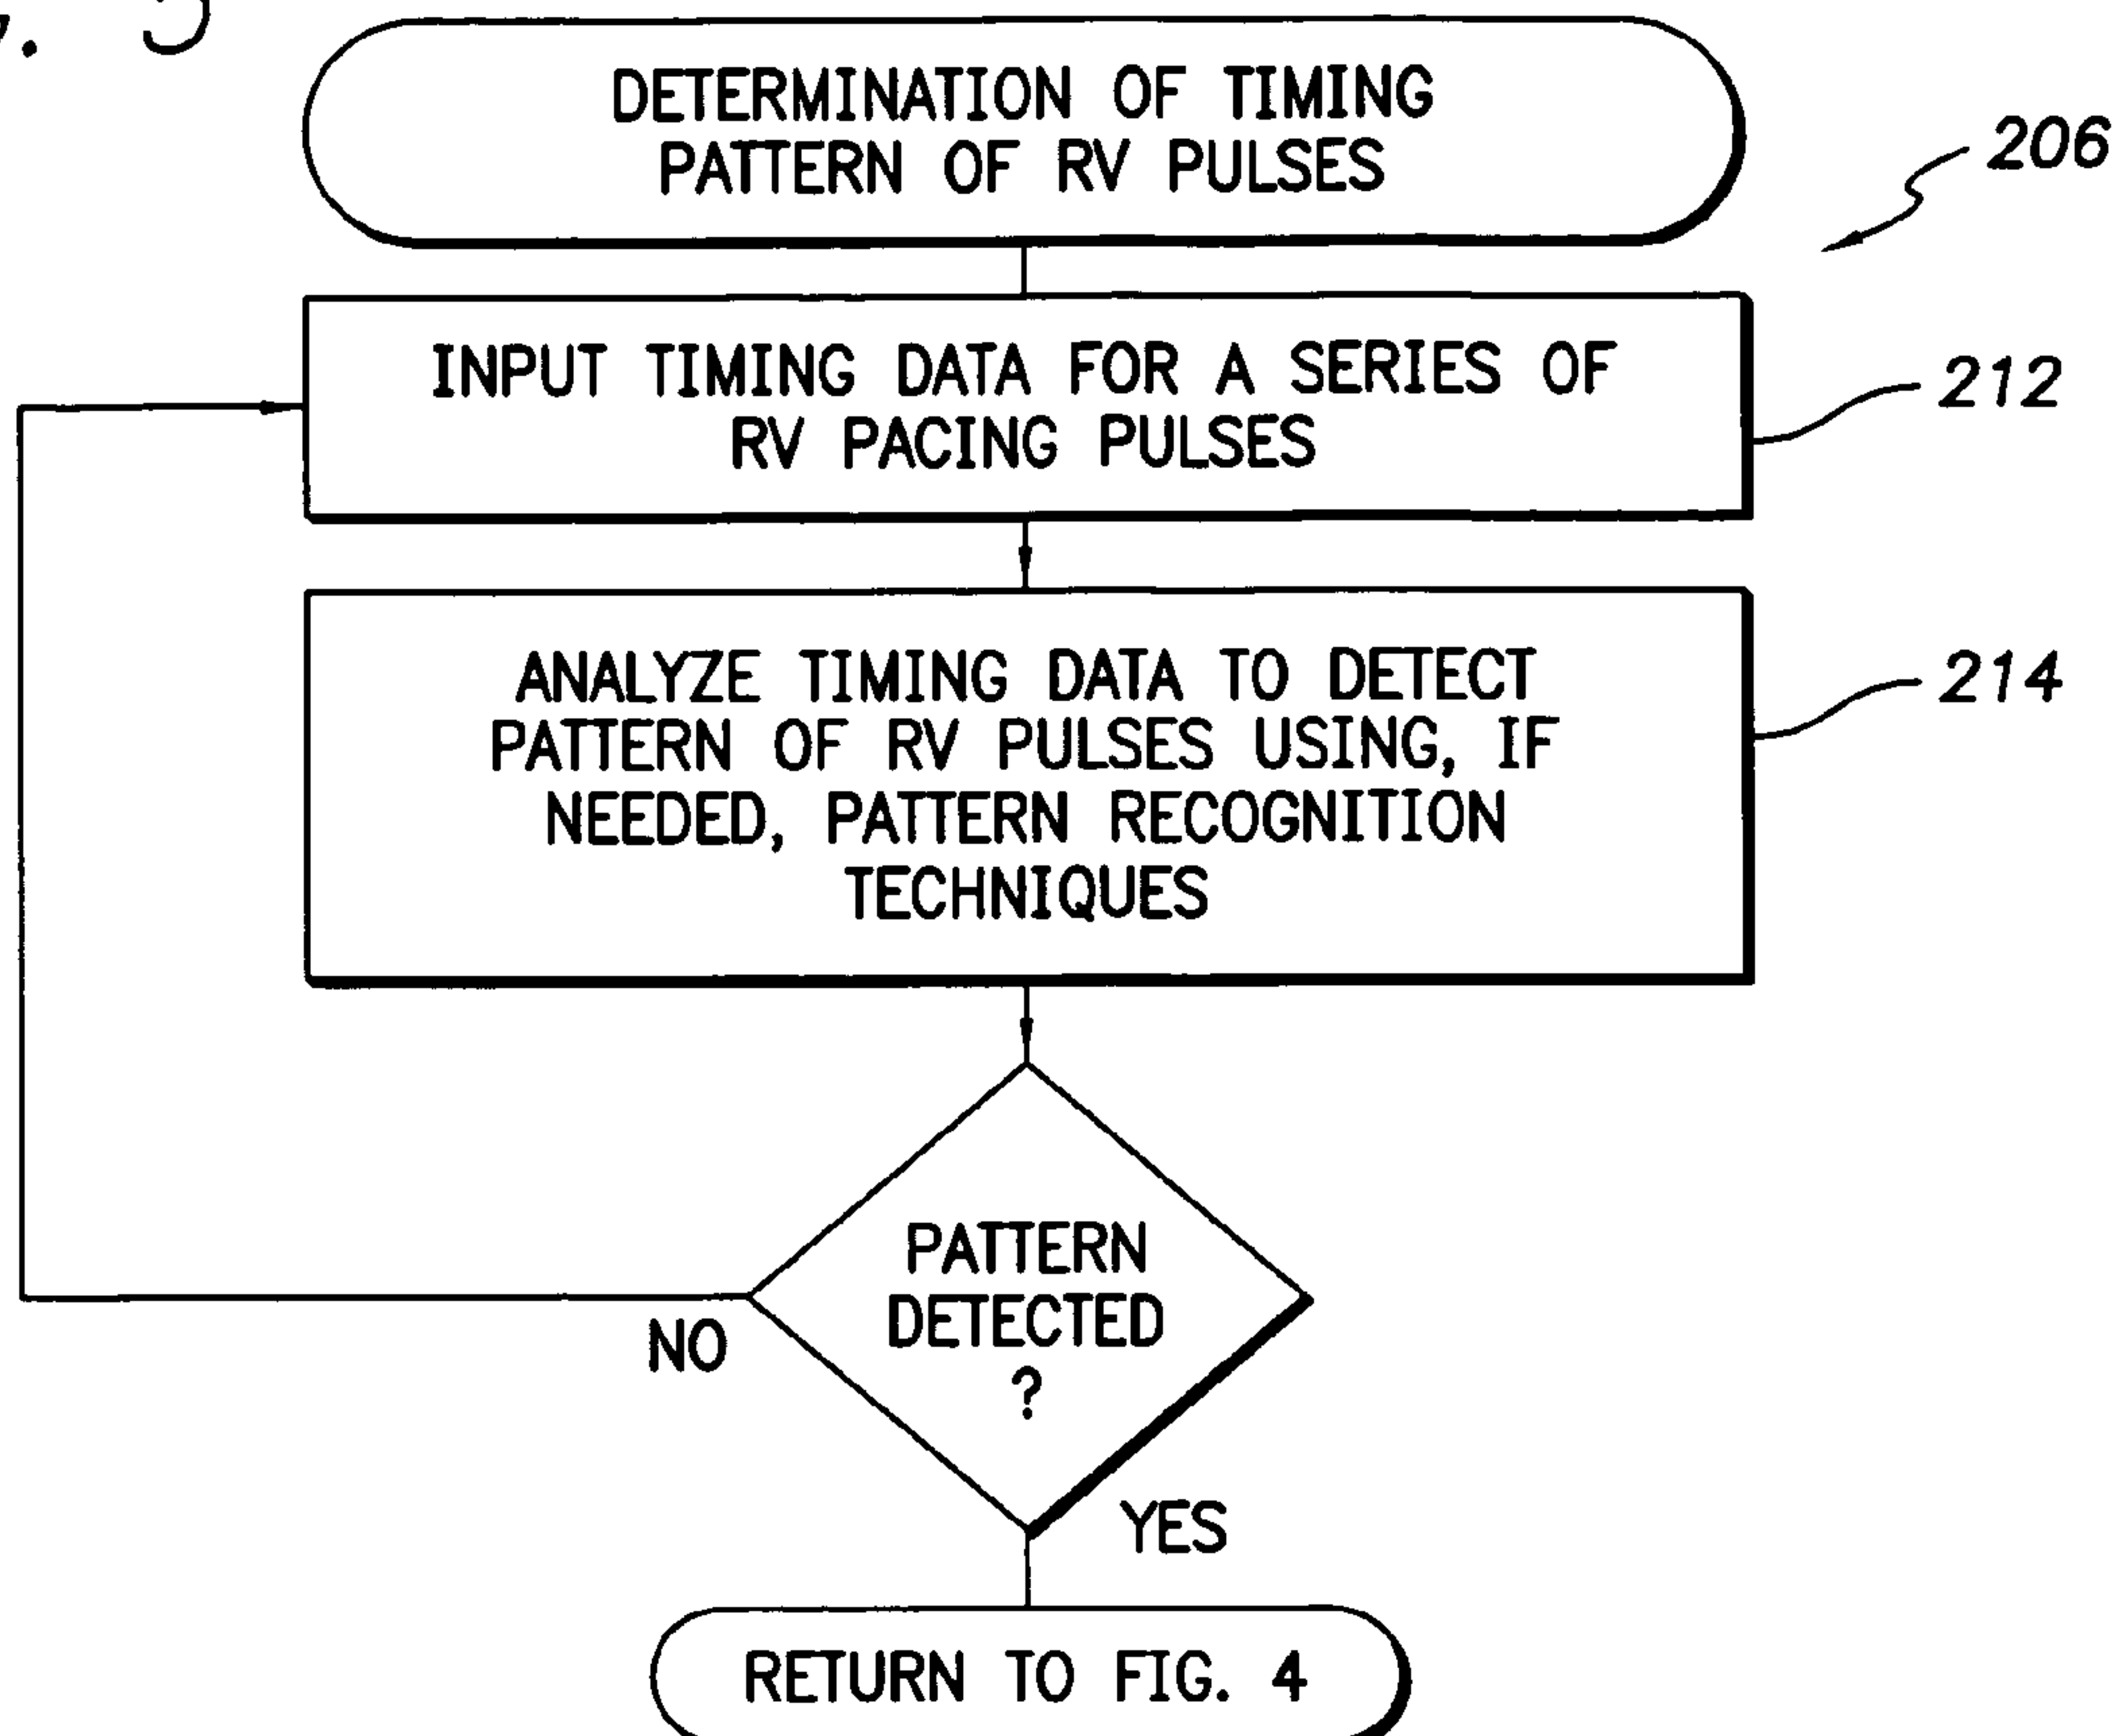 5
DETERMINATION OF TIMING
PATTERN OF RV PULSES
206
INPUT TIMING DATA FOR A SERIES OF
RV PACING PULSES
212
ANALYZE TIMING DATA TO DETECT
PATTERN OF RV PULSES USING, IF
NEEDED, PATTERN RECOGNITION
TECHNIQUES
214
PATTERN
DETECTED
?
NO
YES
RETURN TO FIG. 4